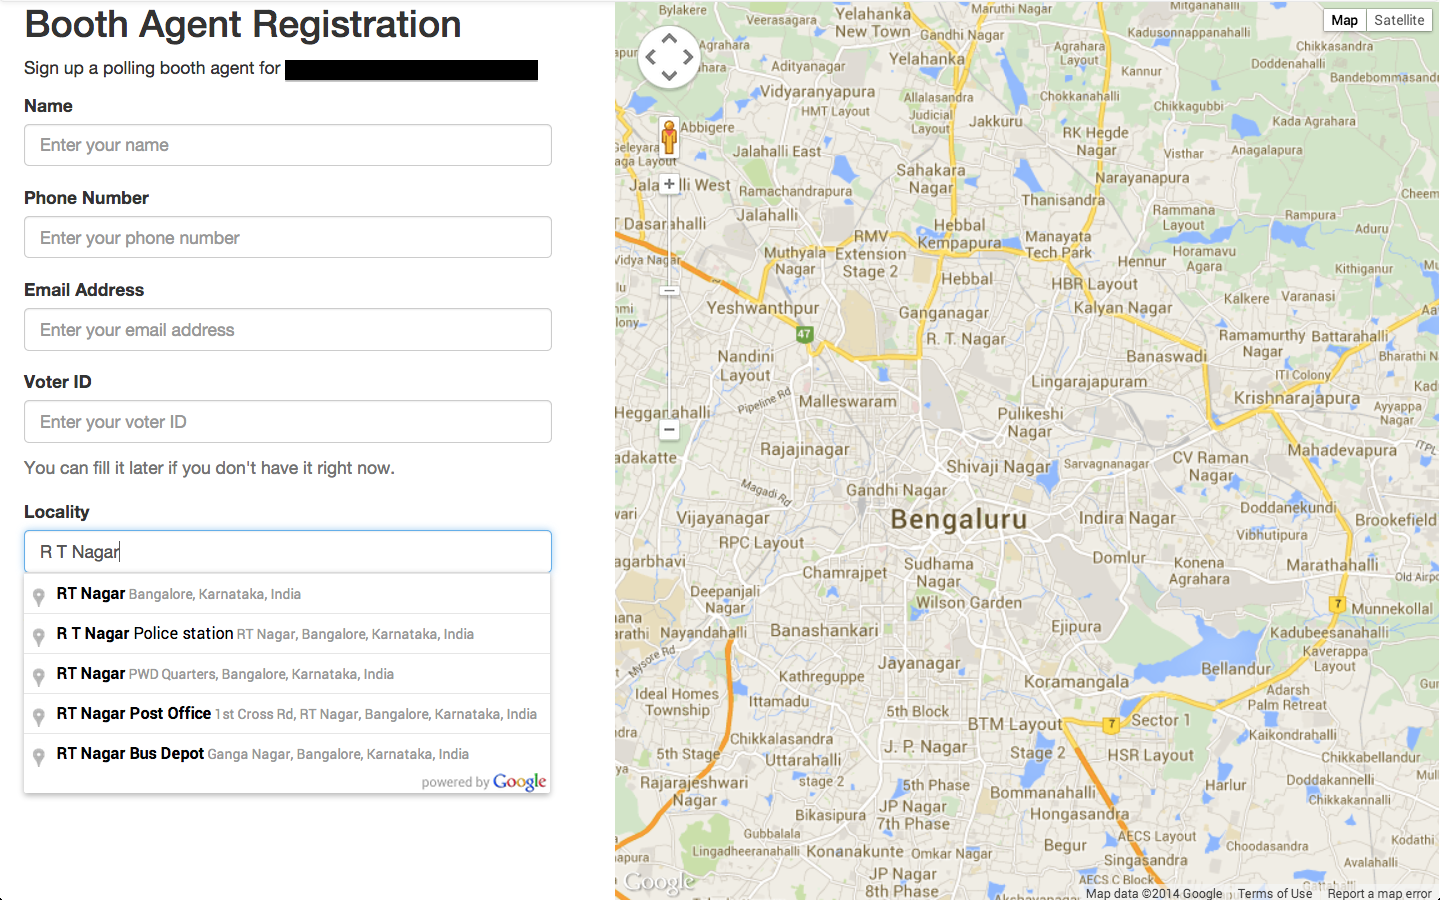 Booth Agent Registration
Sign up a polling booth agent for
Name
Enter your name
Phone Number
Enter your phone number
Email Address
Enter your email address
Voter ID
Enter your voter ID
You can fill it later if you don't have it right now.
Locality
R T Nagar
RT Nagar Bangalore, Karnataka, India
R T Nagar Police station RT Nagar, Bangalore, Karnataka, India
RT Nagar PWD Quarters, Bangalore, Karnataka, India
RT Nagar Post Office 1st Cross Rd, RT Nagar, Bangalore, Karnataka, India
RT Nagar Bus Depot Ganga Nagar, Bangalore, Karnataka, India
powered by Google
Map Satellite
Byalakere
Veerasagara
Yelahanka
New Town
Maruthi Nagar
Mitganahalli
Kadusonnappanahalli
Agrahara
Gandhi Nagar
Agrahara
Layout
Chikkasandra
Doddenahalli
Bandebommasandra
Adityanagar
Yelahanka
Kannur
Vidyaranyapura
Allalasandra
Chokkanahalli
Chikkagubbi
HMT Layout
Judicial
Layout
Jakkuru
Kada Agrahara
Abbigere
RK Hegde
Nagar
Jalahalli East
Visthar
Anagalapura
Jalahalli West
Ramachandrapura
Sahakara
Nagar
Narayanapura
Thanisandra
Rammana
Layout
Rampura
Dasarahalli
Jalahalli
Hebbal
Kempapura
Manayata
Tech Park
Aduru
RMV
Extension
Stage 2
Muthyala
Nagar
Horamavu
Agara
Vidya Nagar
Hennur
Kithiganur
Hebbal
HBR Layout
Kalkere
Varanasi
Yeshwanthpur
Ganganagar
Kalyan Nagar
47
R. T. Nagar
Ramamurthy
Nagar
Battarahalli
Nandini
Layout
Banaswadi
Bharathi N
ITI Colony
Lingarajapuram
Pipeline Rd
Malleswaram
Krishnarajapura
Hegganahalli
Pulikeshi
Nagar
Ayyappa
Nagar
Rajajinagar
Mahadevapura
ITPL
Shivaji Nagar
Sarvagnanagar
CV Raman
Nagar
Magadi Rd
Gandhi Nagar
Doddanekundi
Vijayanagar
Bengaluru
Indira Nagar
Brookefield
Vibhutipura
RPC Layout
Domlur
Marathahalli
Chamrajpet
Sudhama
Nagar
Konena
Agrahara
Old Airpo
Deepanjali
Nagar
Wilson Garden
7
Munnekollal
Ejipura
Nayandahalli
Banashankari
Kadubeesanahalli
Mysore Rd
Jayanagar
Kaverappa
Layout
Bellandur
Kathreguppe
Koramangala
Ideal Homes
Township
Ittamadu
Adarsh
Palm Retreat
5th Block
BTM Layout
7
Sector 1
Chikkalasandra
Kaikondrahalli
5th Stage
J. P. Nagar
Stage 2
HSR Layout
Chikkabellandur
Uttarahalli
Rajarajeshwari
Nagar
stage 2
5th Phase
Bommanahalli
Harlur
Doddakannelli
Chikkannalli
JP Nagar
7th Phase
Bikasipura
Hongasandra
Gubbalala
AECS Layout
Kodathi
Lingadheeranahalli
Konanakunte
Omkar Nagar
Begur
Choodasandra
Singasandra
Avalahalli
JP Nagar
8th Phase
AECS C Block
Google
Map data ©2014 Google Terms of Use Report a map error